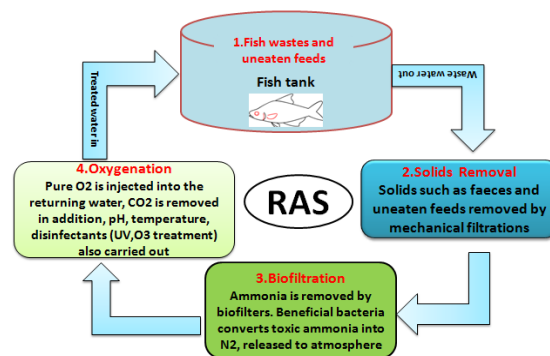 1.Fish wastes and
uneaten feeds
Fish tank
Treated water in
Waste water
out
4.Oxygenation
Pure O2 is injected into the
returning water, CO2 is removed
in addition, pH, temperature,
disinfectants (UV,O3 treatment)
also carried out
RAS
2.Solids Removal
Solids such as faeces and
uneaten feeds removed by
mechanical filtrations
3.Biofiltration
Ammonia is removed by
biofilters. Beneficial bacteria
converts toxic ammonia into
N2, released to atmosphere